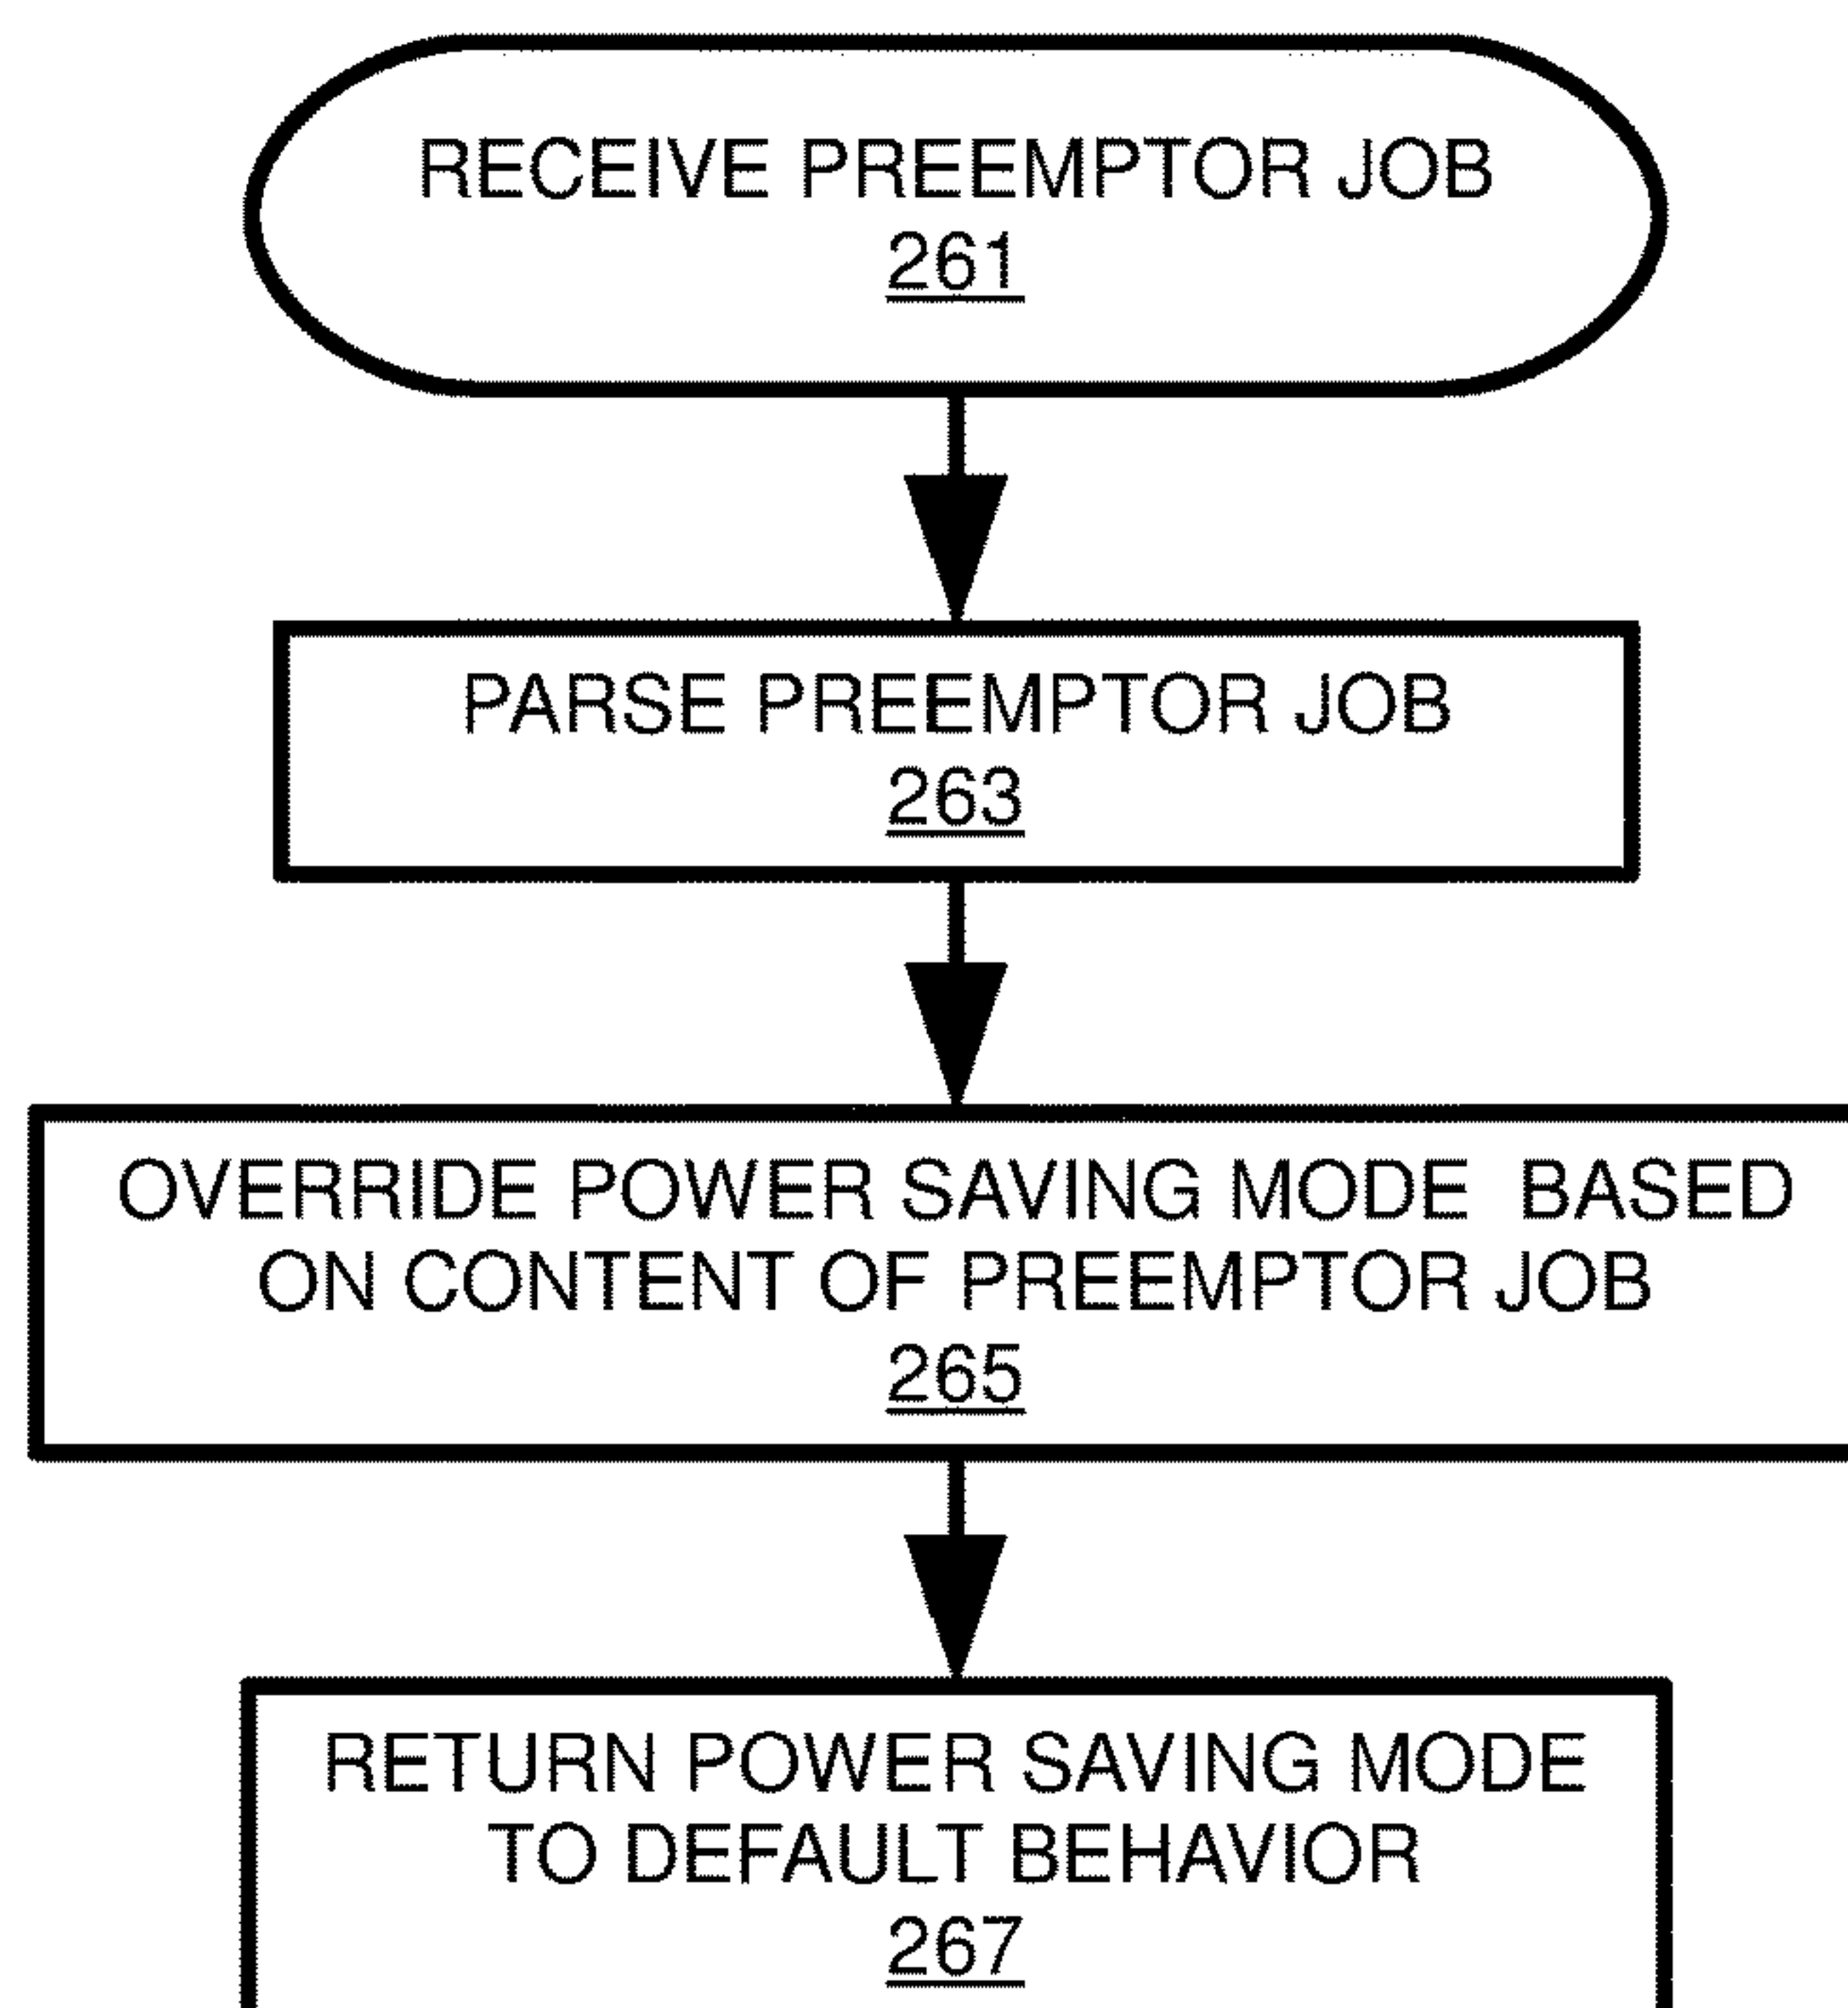 RECEIVE PREEMPTOR JOB
261
PARSE PREEMPTOR JOB
263
OVERRIDE POWER SAVING MODE BASED
ON CONTENT OF PREEMPTOR JOB
265
RETURN POWER SAVING MODE
TO DEFAULT BEHAVIOR
267